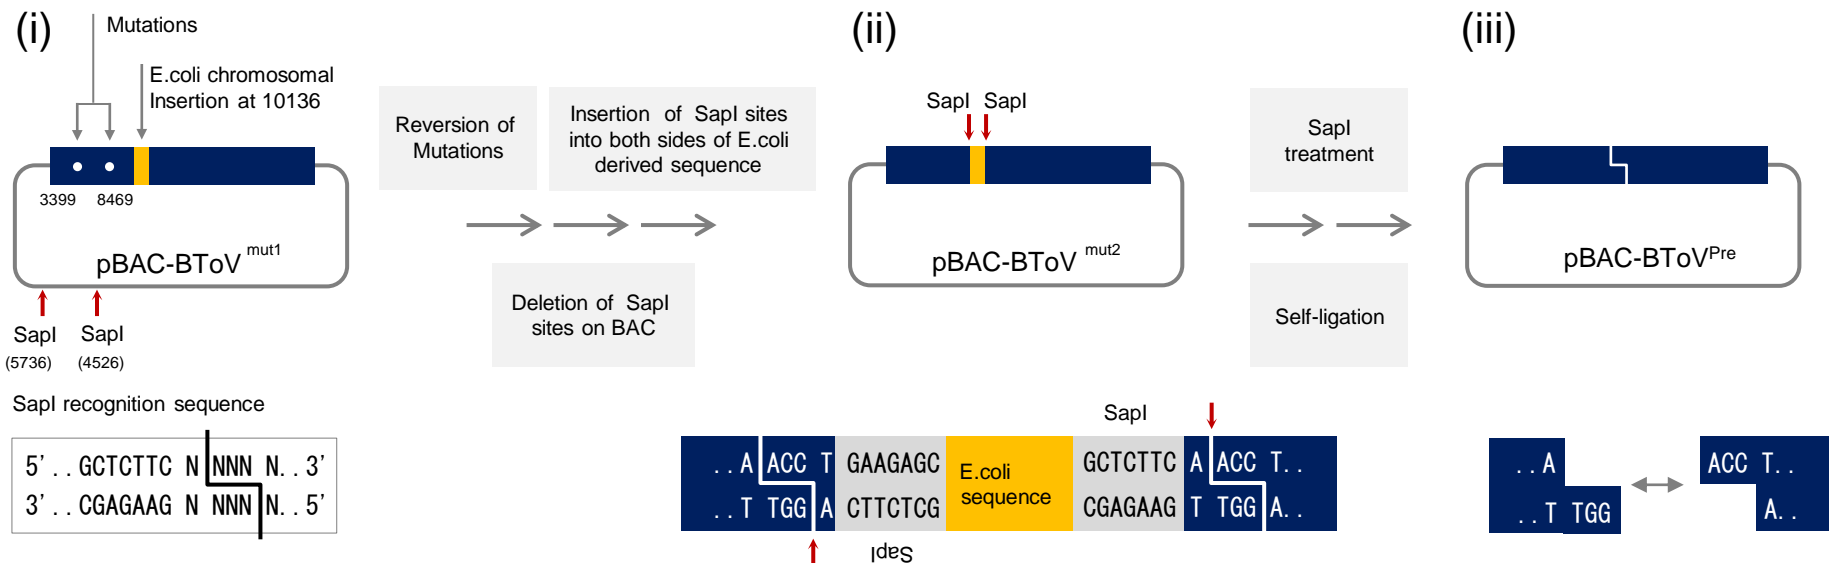 (i)
Mutations
E.coli chromosomal
Insertion at 10136
3399
8469
pBAC-BToV mut1
SapI
(5736)
SapI
(4526)
SapI recognition sequence
5’..GCTCTTC N NNN N..3’
3’..CGAGAAG N NNN N..5’
Reversion of
Mutations
Insertion of SapI sites
into both sides of E.coli
derived sequence
Deletion of SapI
sites on BAC
(ii)
SapI SapI
pBAC-BToV mut2
SapI
treatment
Self-ligation
SapI
..A ACC T GAAGAGC
..T TGG A CTTCTCG
E.coli
sequence
GCTCTTC A ACC T..
CGAGAAG T TGG A..
SapI
(iii)
pBAC-BToVPre
..A
..T TGG
ACC T..
A..